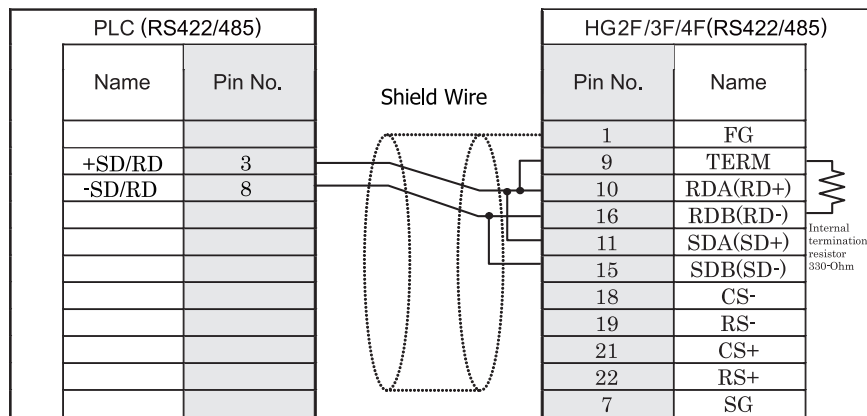 PLC (RS422/485)
HG2F/3F/4F(RS422/485)
Name Pin No.
Shield Wire
Pin No. Name
1 FG
+SD/RD 3
9 TERM
-SD/RD 8
10 RDA(RD+)
16 RDB(RD-)
11 SDA(SD+)
15 SDB(SD-)
Internal
termination
resistor
330-Ohm
18 CS-
19 RS-
21 CS+
22 RS+
7 SG